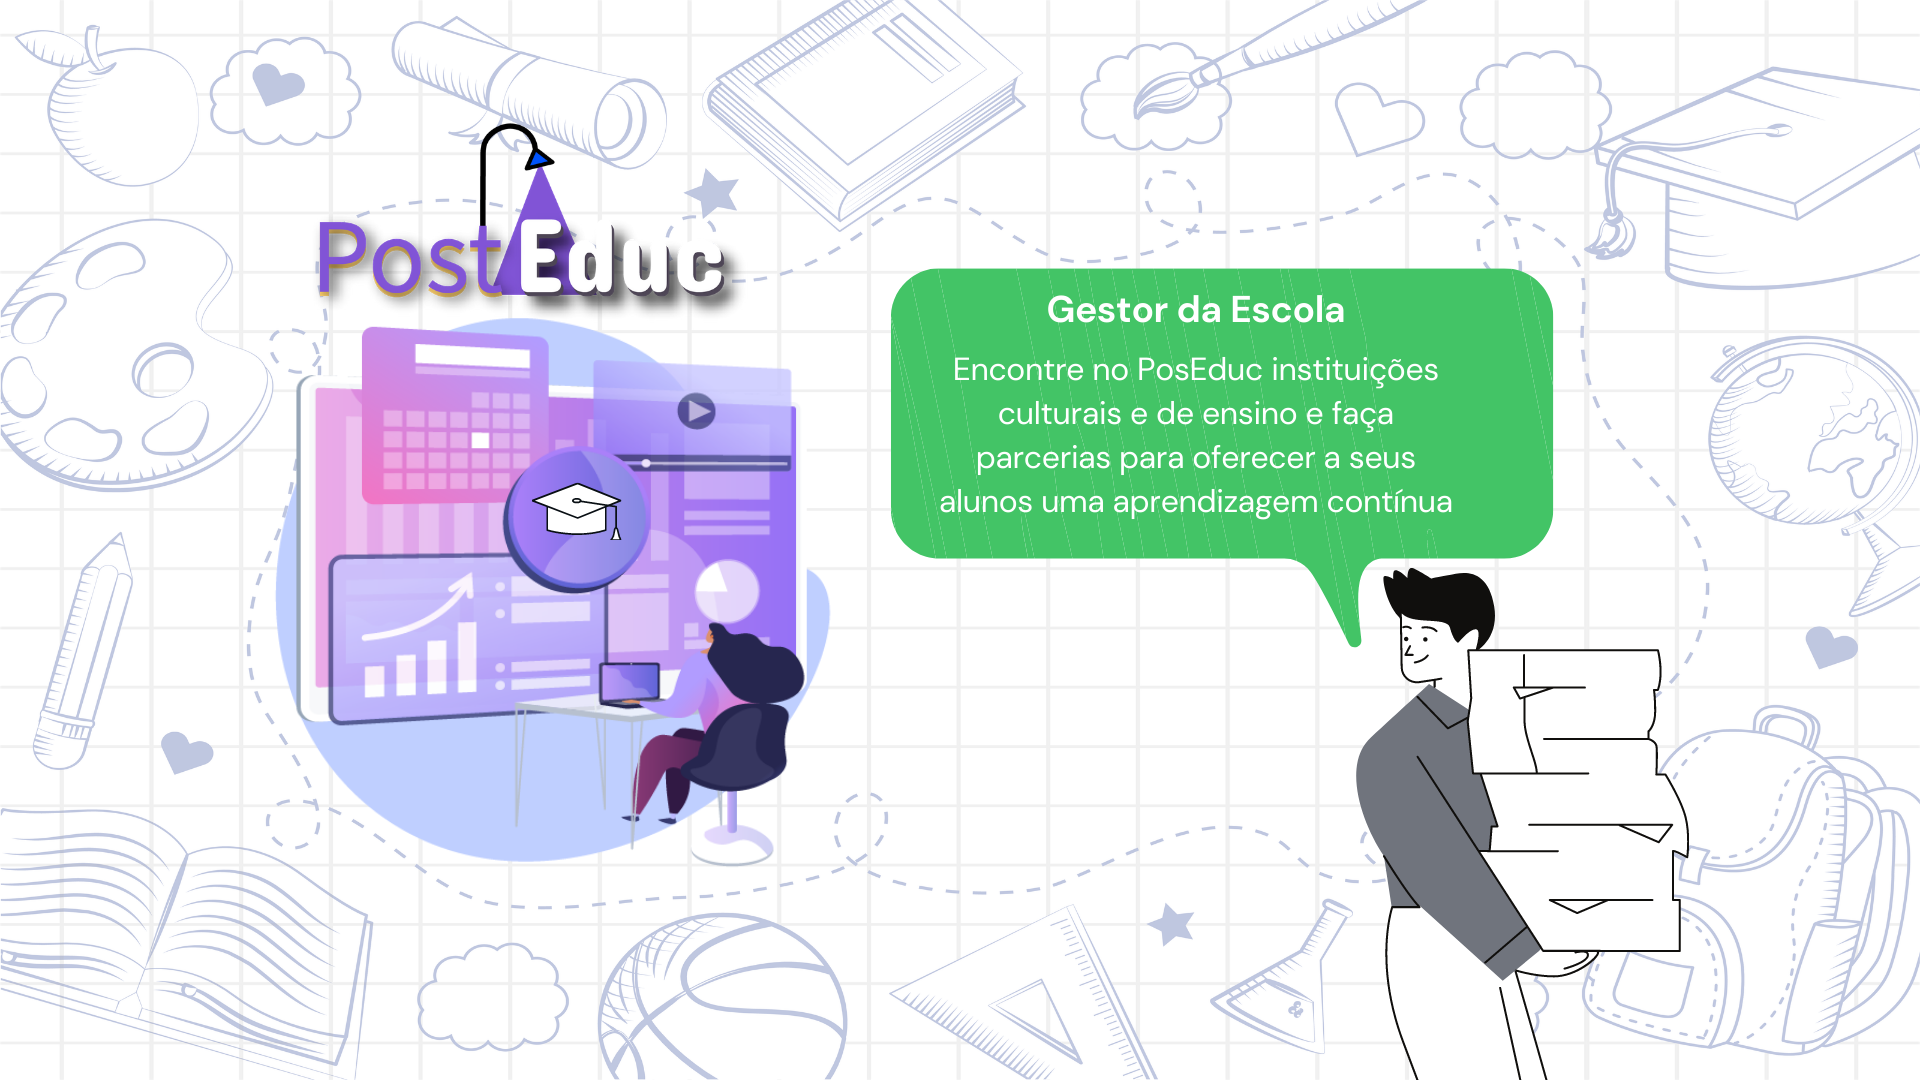 PostEduc
Gestor da Escola
Encontre no PosEduc instituições
culturais e de ensino e faça
parcerias para oferecer a seus
alunos uma aprendizagem contínua